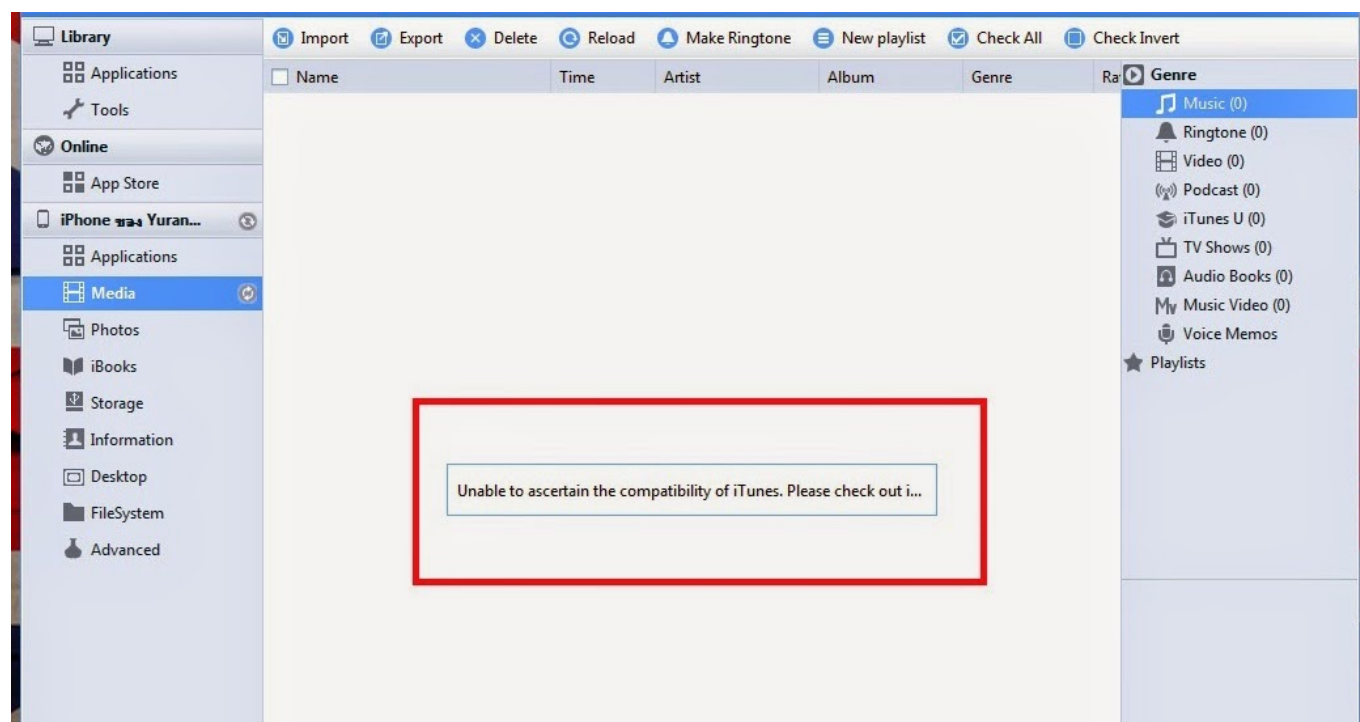 Library
Applications
Tools
Online
App Store
iPhone ของ Yuran...
Applications
Media
Photos
iBooks
Storage
Information
Desktop
FileSystem
Advanced
Import Export Delete Reload Make Ringtone New playlist Check All Check Invert
Name Time Artist Album Genre Ra
Unable to ascertain the compatibility of iTunes. Please check out i...
Genre
Music (0)
Ringtone (0)
Video (0)
Podcast (0)
iTunes U (0)
TV Shows (0)
Audio Books (0)
Music Video (0)
Voice Memos
Playlists